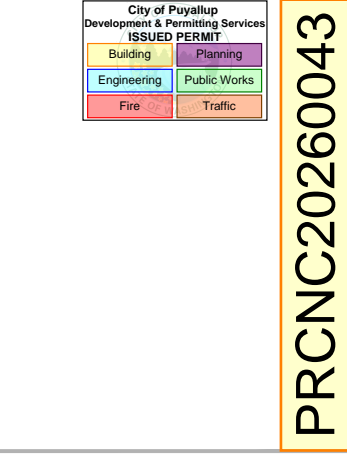 City of Puyallup
Development & Permitting Services
ISSUED PERMIT
Building Planning
Engineering Public Works
Fire Traffic
PRCNC20260043